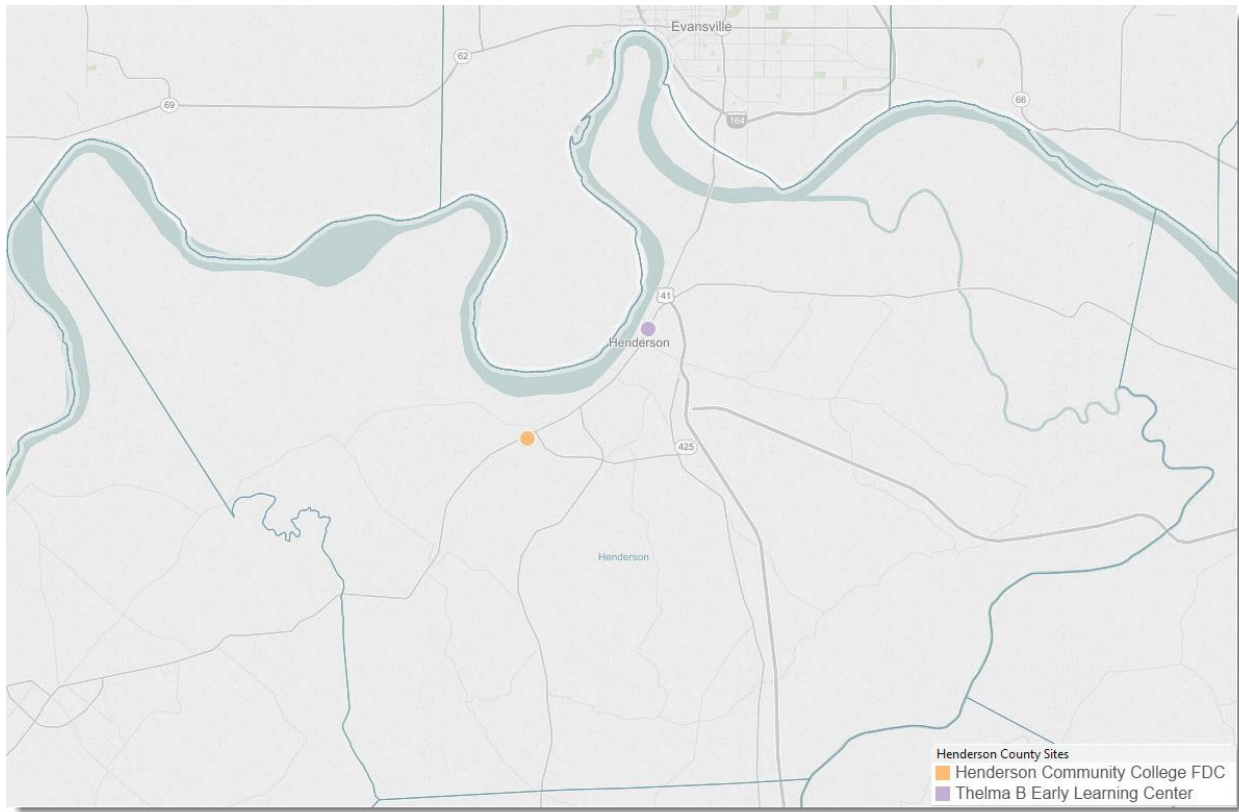 Evansville
62
69
66
164
41
Henderson
425
Henderson
Henderson County Sites
Henderson Community College FDC
Thelma B Early Learning Center